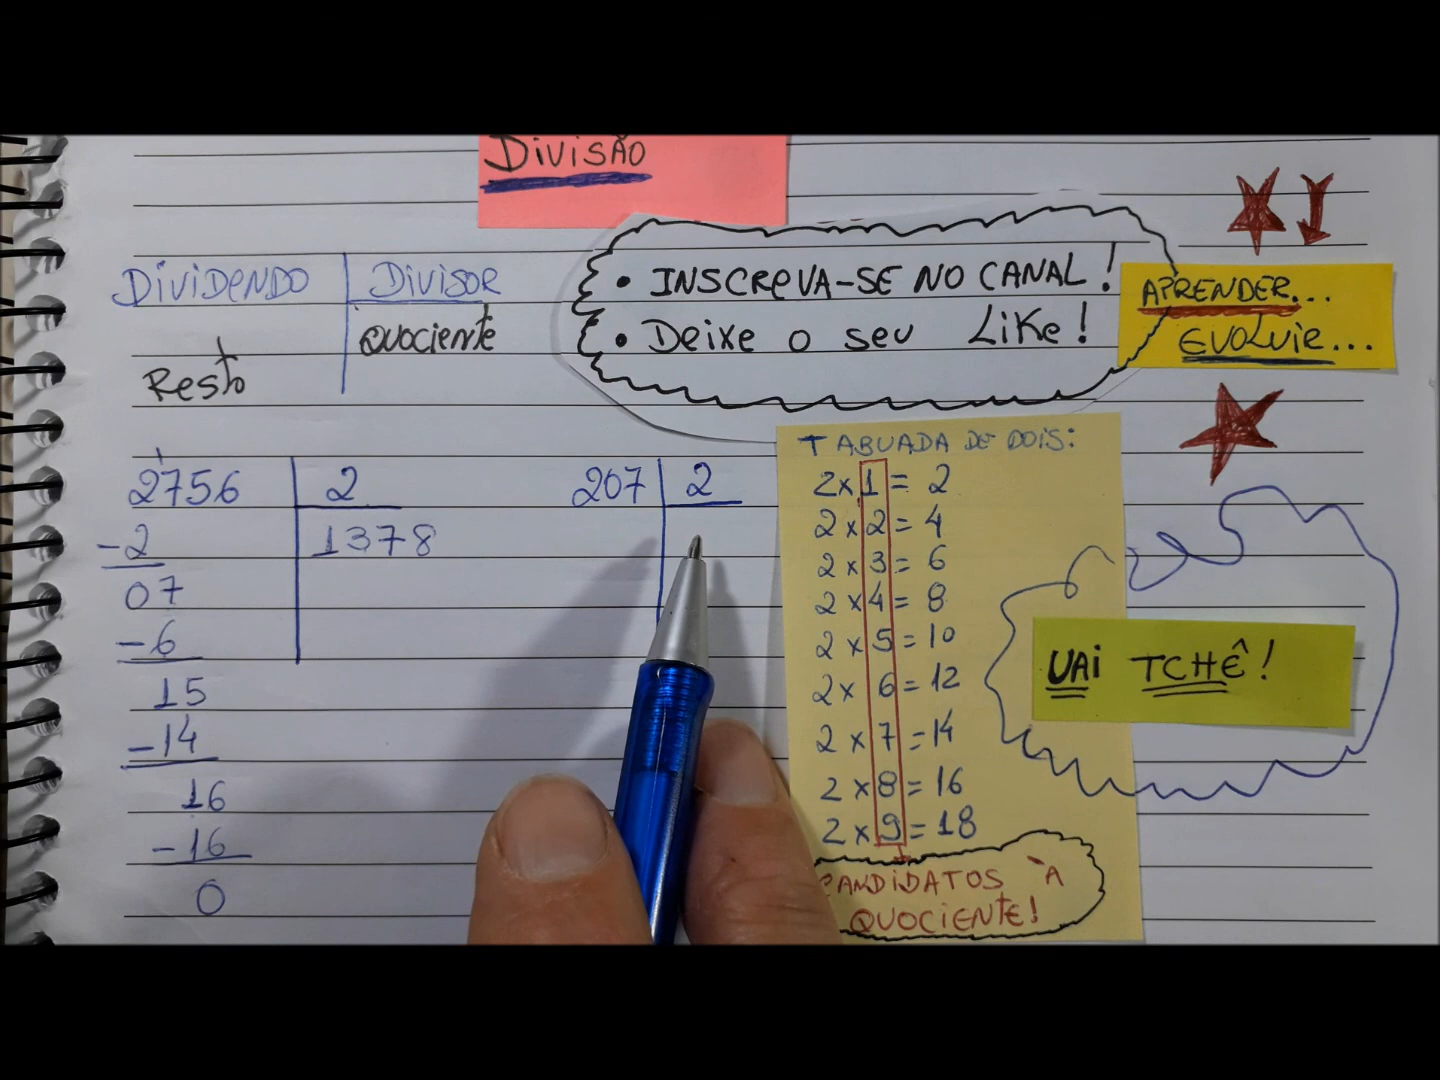 DIVISÃO
DIVIDENDO DIVISOR
QUOCIENTE
RESTO
• INSCREVA-SE NO CANAL!
• DEIXE O SEU LIKE!
APRENDER...
EVOLUIR...
2756 2
-2 1378
07
-6
15
-14
16
-16
0
207 2
TABUADA DE DOIS:
2x1=2
2x2=4
2x3=6
2x4=8
2x5=10
2x6=12
2x7=14
2x8=16
2x9=18
CANDIDATOS À
QUOCIENTE!
UAI TCHÊ!